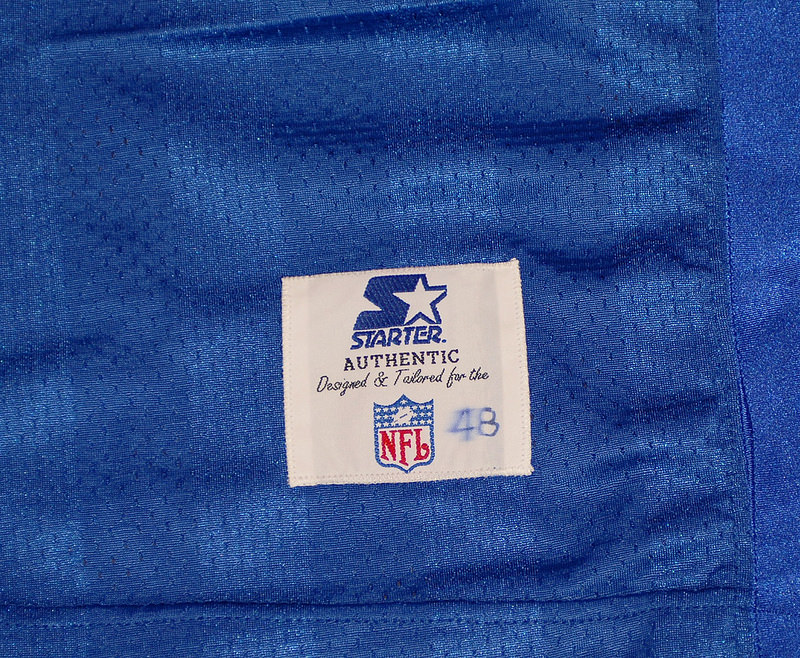 STARTER.
AUTHENTIC
Designed & Tailored for the
NFL 48